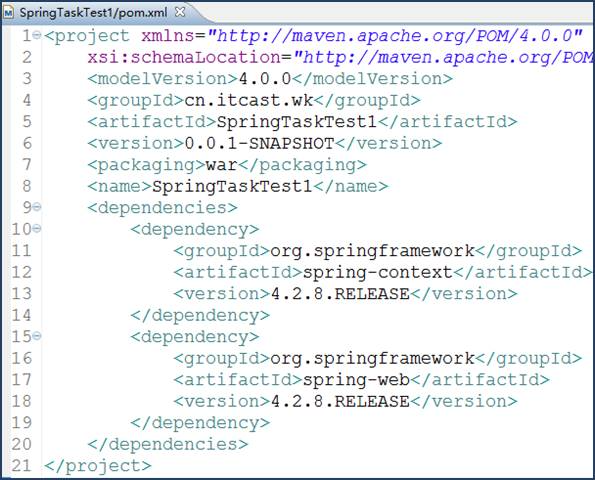 SpringTaskTest1/pom.xml
1 <project xmlns="http://maven.apache.org/POM/4.0.0"
2 xsi:schemaLocation="http://maven.apache.org/POM
3 <modelVersion>4.0.0</modelVersion>
4 <groupId>cn.itcast.wk</groupId>
5 <artifactId>SpringTaskTest1</artifactId>
6 <version>0.0.1-SNAPSHOT</version>
7 <packaging>war</packaging>
8 <name>SpringTaskTest1</name>
9 <dependencies>
10 <dependency>
11 <groupId>org.springframework</groupId>
12 <artifactId>spring-context</artifactId>
13 <version>4.2.8.RELEASE</version>
14 </dependency>
15 <dependency>
16 <groupId>org.springframework</groupId>
17 <artifactId>spring-web</artifactId>
18 <version>4.2.8.RELEASE</version>
19 </dependency>
20 </dependencies>
21 </project>